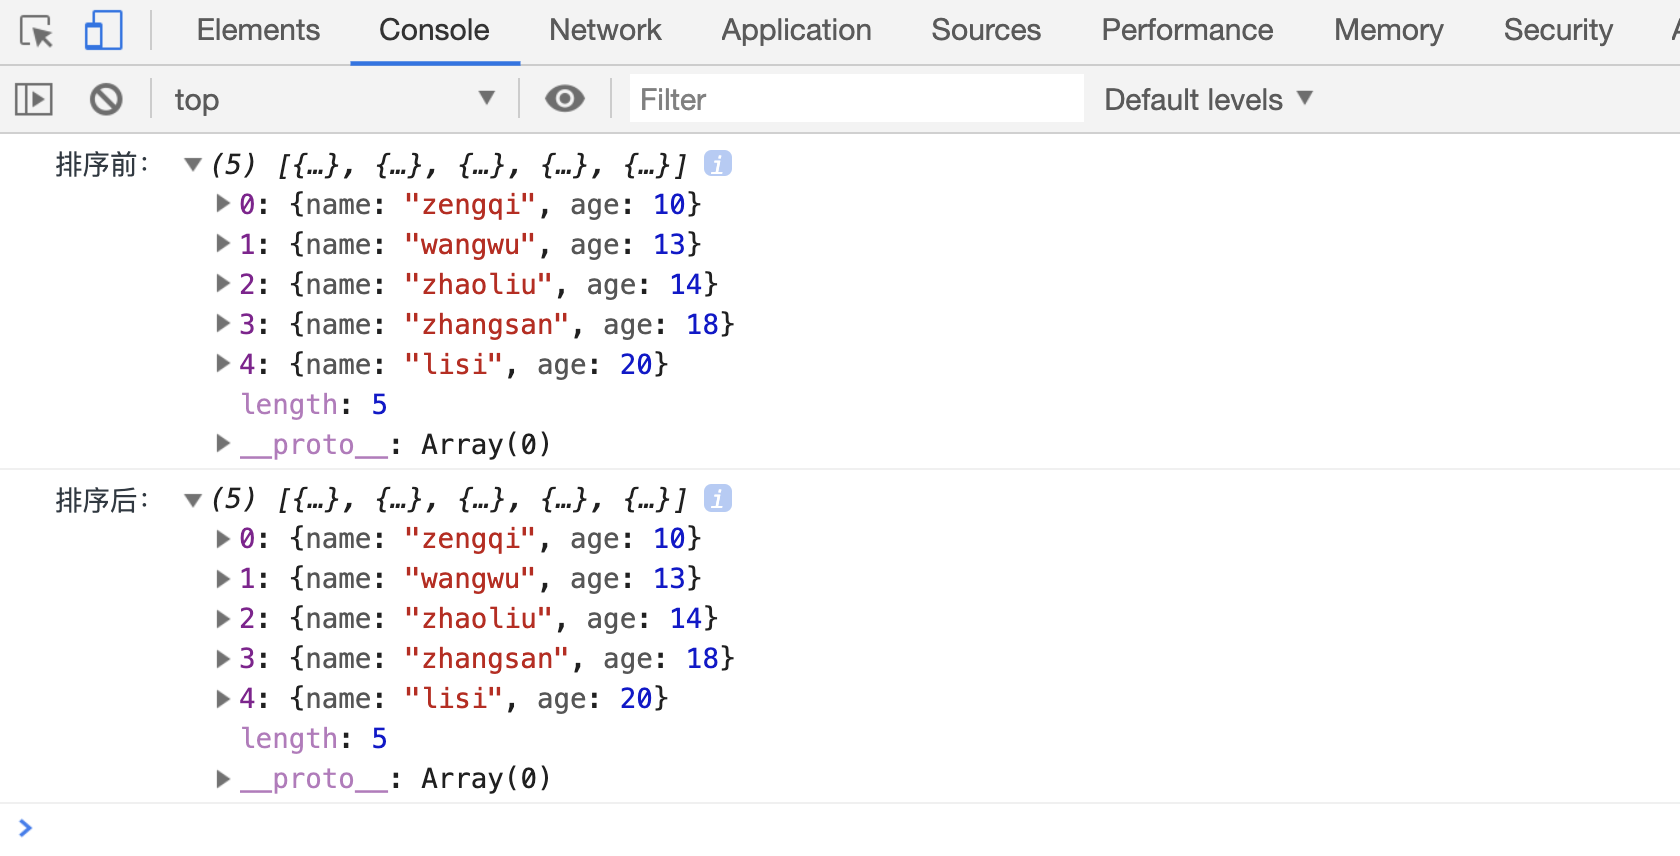 Elements Console Network Application Sources Performance Memory Security
top Filter Default levels
排序前: (5) [{…}, {…}, {…}, {…}, {…}] i
0: {name: "zengqi", age: 10}
1: {name: "wangwu", age: 13}
2: {name: "zhaoliu", age: 14}
3: {name: "zhangsan", age: 18}
4: {name: "lisi", age: 20}
length: 5
__proto__: Array(0)
排序后: (5) [{…}, {…}, {…}, {…}, {…}] i
0: {name: "zengqi", age: 10}
1: {name: "wangwu", age: 13}
2: {name: "zhaoliu", age: 14}
3: {name: "zhangsan", age: 18}
4: {name: "lisi", age: 20}
length: 5
__proto__: Array(0)